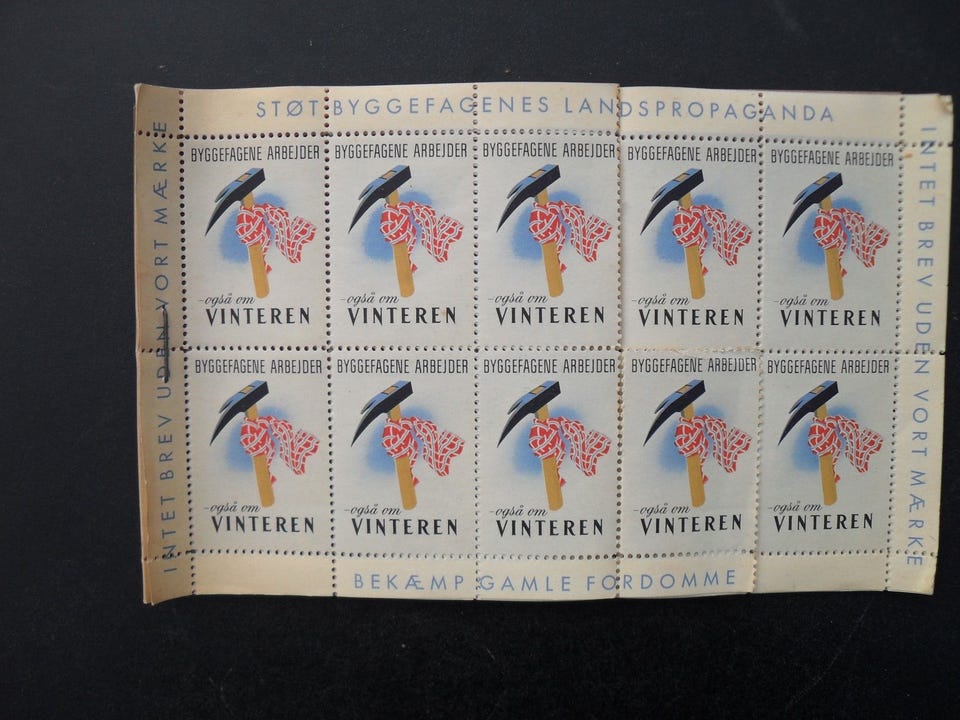 STØT BYGGEFAGENES LANDSPROPAGANDA
INTET BREV UDEN VORT MÆRKE
BYGGEFAGENE ARBEJDER BYGGEFAGENE ARBEJDER BYGGEFAGENE ARBEJDER BYGGEFAGENE ARBEJDER BYGGEFAGENE ARBEJDER
-også om -også om -også om -også om -også om
VINTEREN VINTEREN VINTEREN VINTEREN VINTEREN
BYGGEFAGENE ARBEJDER BYGGEFAGENE ARBEJDER BYGGEFAGENE ARBEJDER BYGGEFAGENE ARBEJDER BYGGEFAGENE ARBEJDER
-også om -også om -også om -også om -også om
VINTEREN VINTEREN VINTEREN VINTEREN VINTEREN
INTET BREV UDEN VORT MÆRKE
BEKÆMP GAMLE FORDOMME